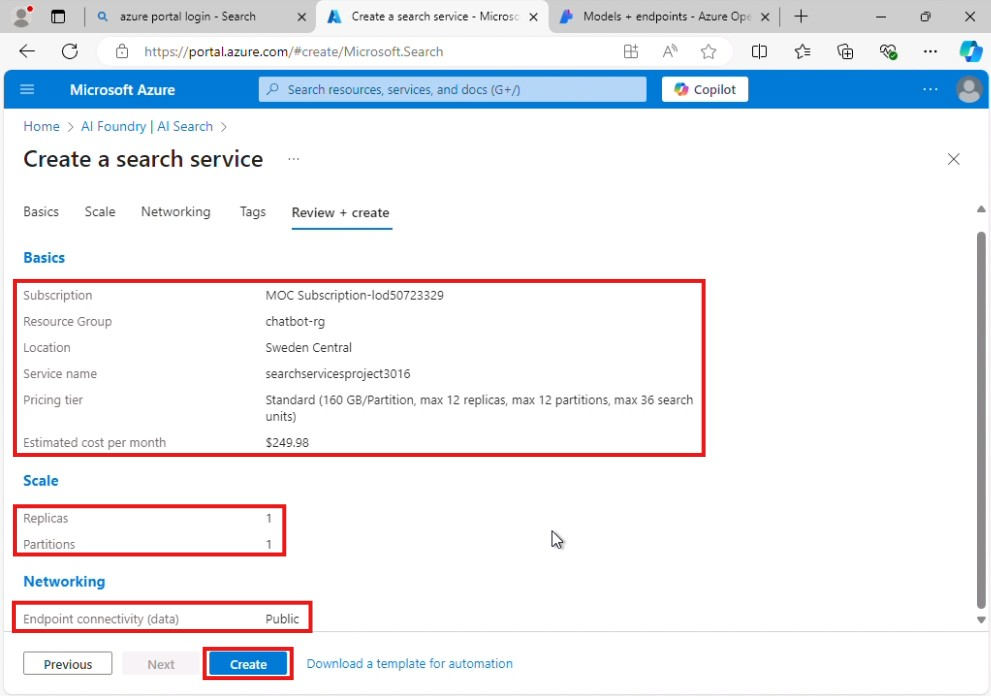 azure portal login - Search
Create a search service - Microsc
Models + endpoints - Azure Ope
https://portal.azure.com/#create/Microsoft.Search
Microsoft Azure
Search resources, services, and docs (G+/)
Copilot
Home > AI Foundry | AI Search >
Create a search service ...
Basics Scale Networking Tags Review + create
Basics
Subscription MOC Subscription-lod50723329
Resource Group chatbot-rg
Location Sweden Central
Service name searchservicesproject3016
Pricing tier Standard (160 GB/Partition, max 12 replicas, max 12 partitions, max 36 search
units)
Estimated cost per month $249.98
Scale
Replicas 1
Partitions 1
Networking
Endpoint connectivity (data) Public
Previous Next Create Download a template for automation